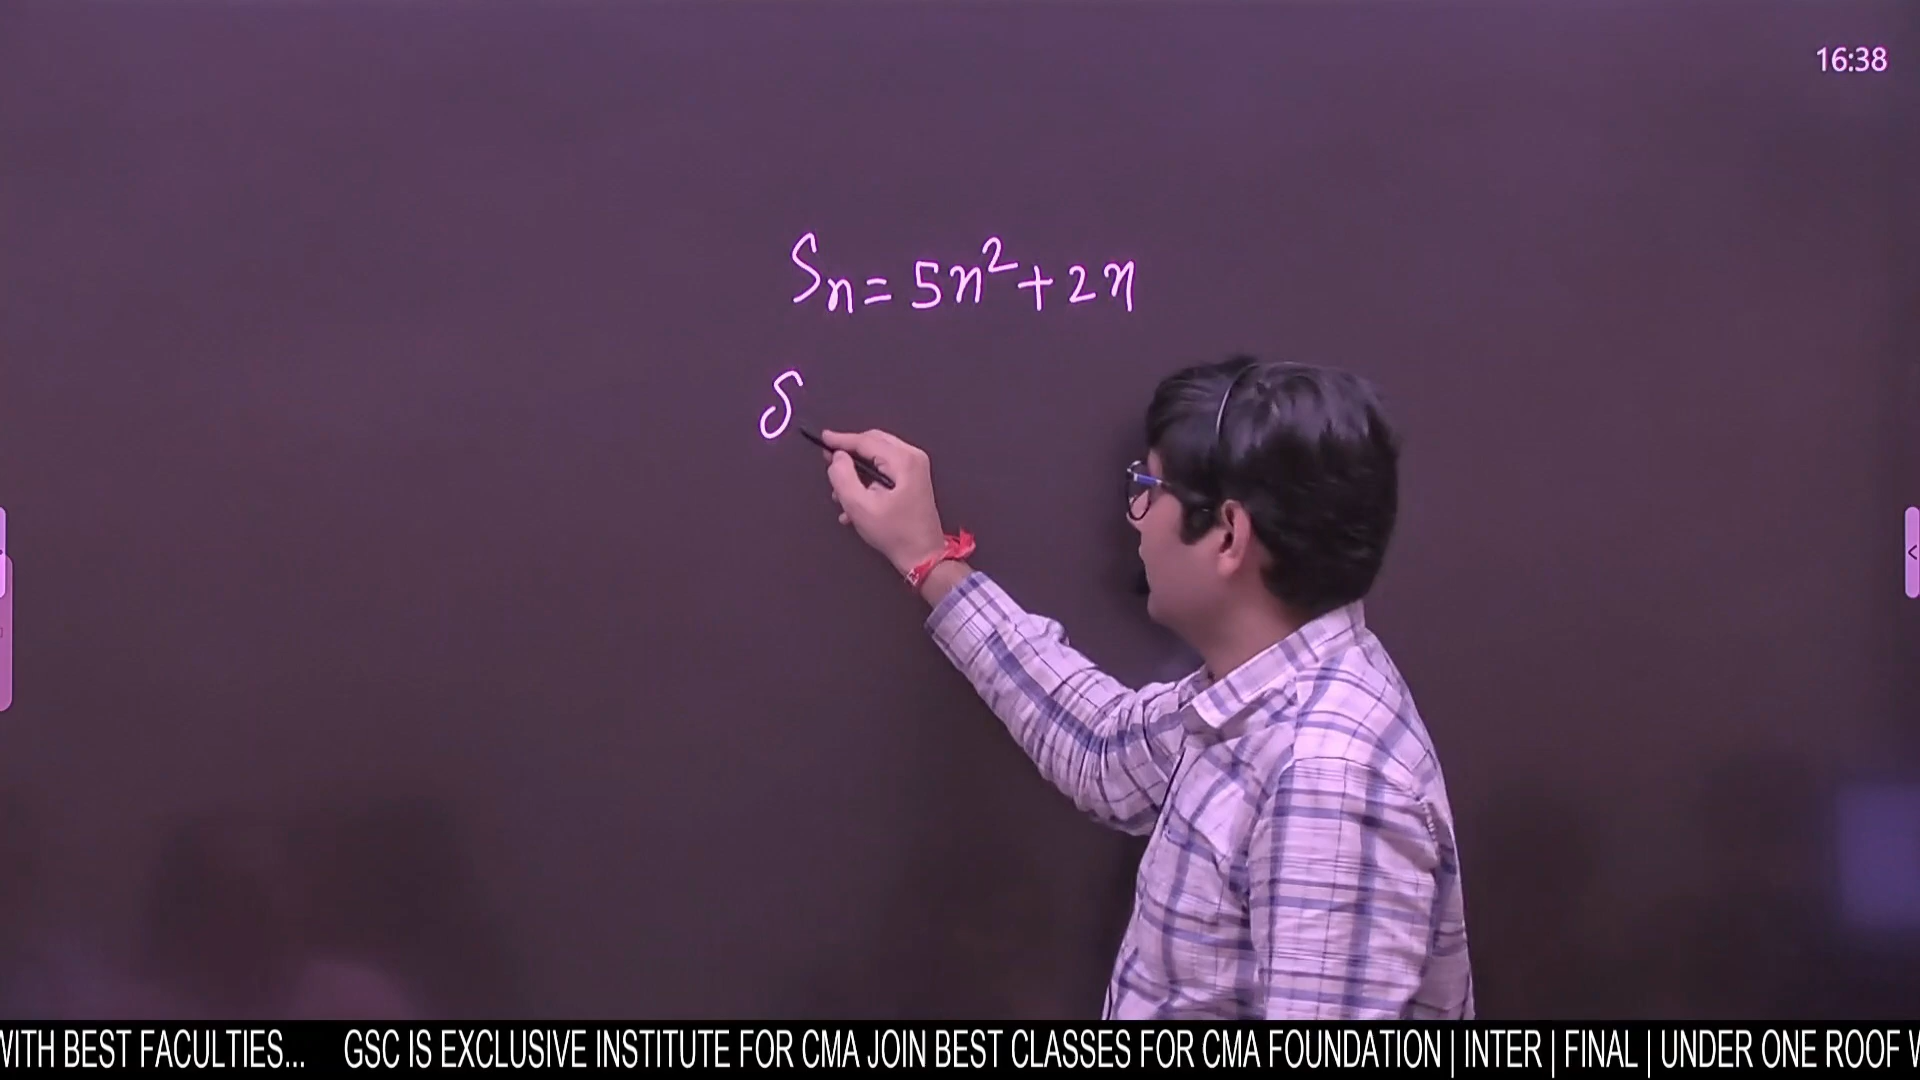 16:38
Sn = 5n² + 2n
S
WITH BEST FACULTIES... GSC IS EXCLUSIVE INSTITUTE FOR CMA JOIN BEST CLASSES FOR CMA FOUNDATION | INTER | FINAL | UNDER ONE ROOF W